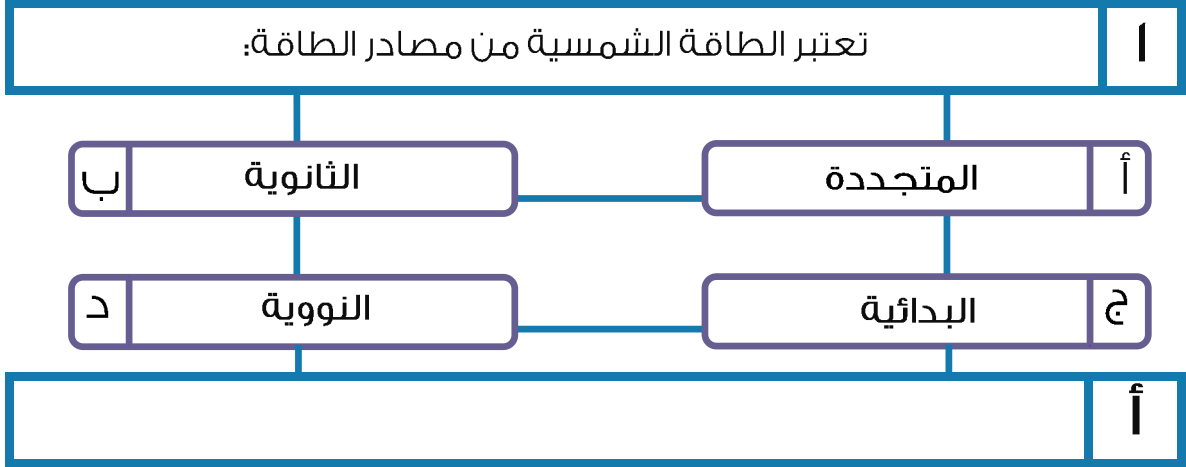 ١ تعتبر الطاقة الشمسية من مصادر الطاقة:
أ المتجددة
ب الثانوية
ج البدائية
د النووية
أ